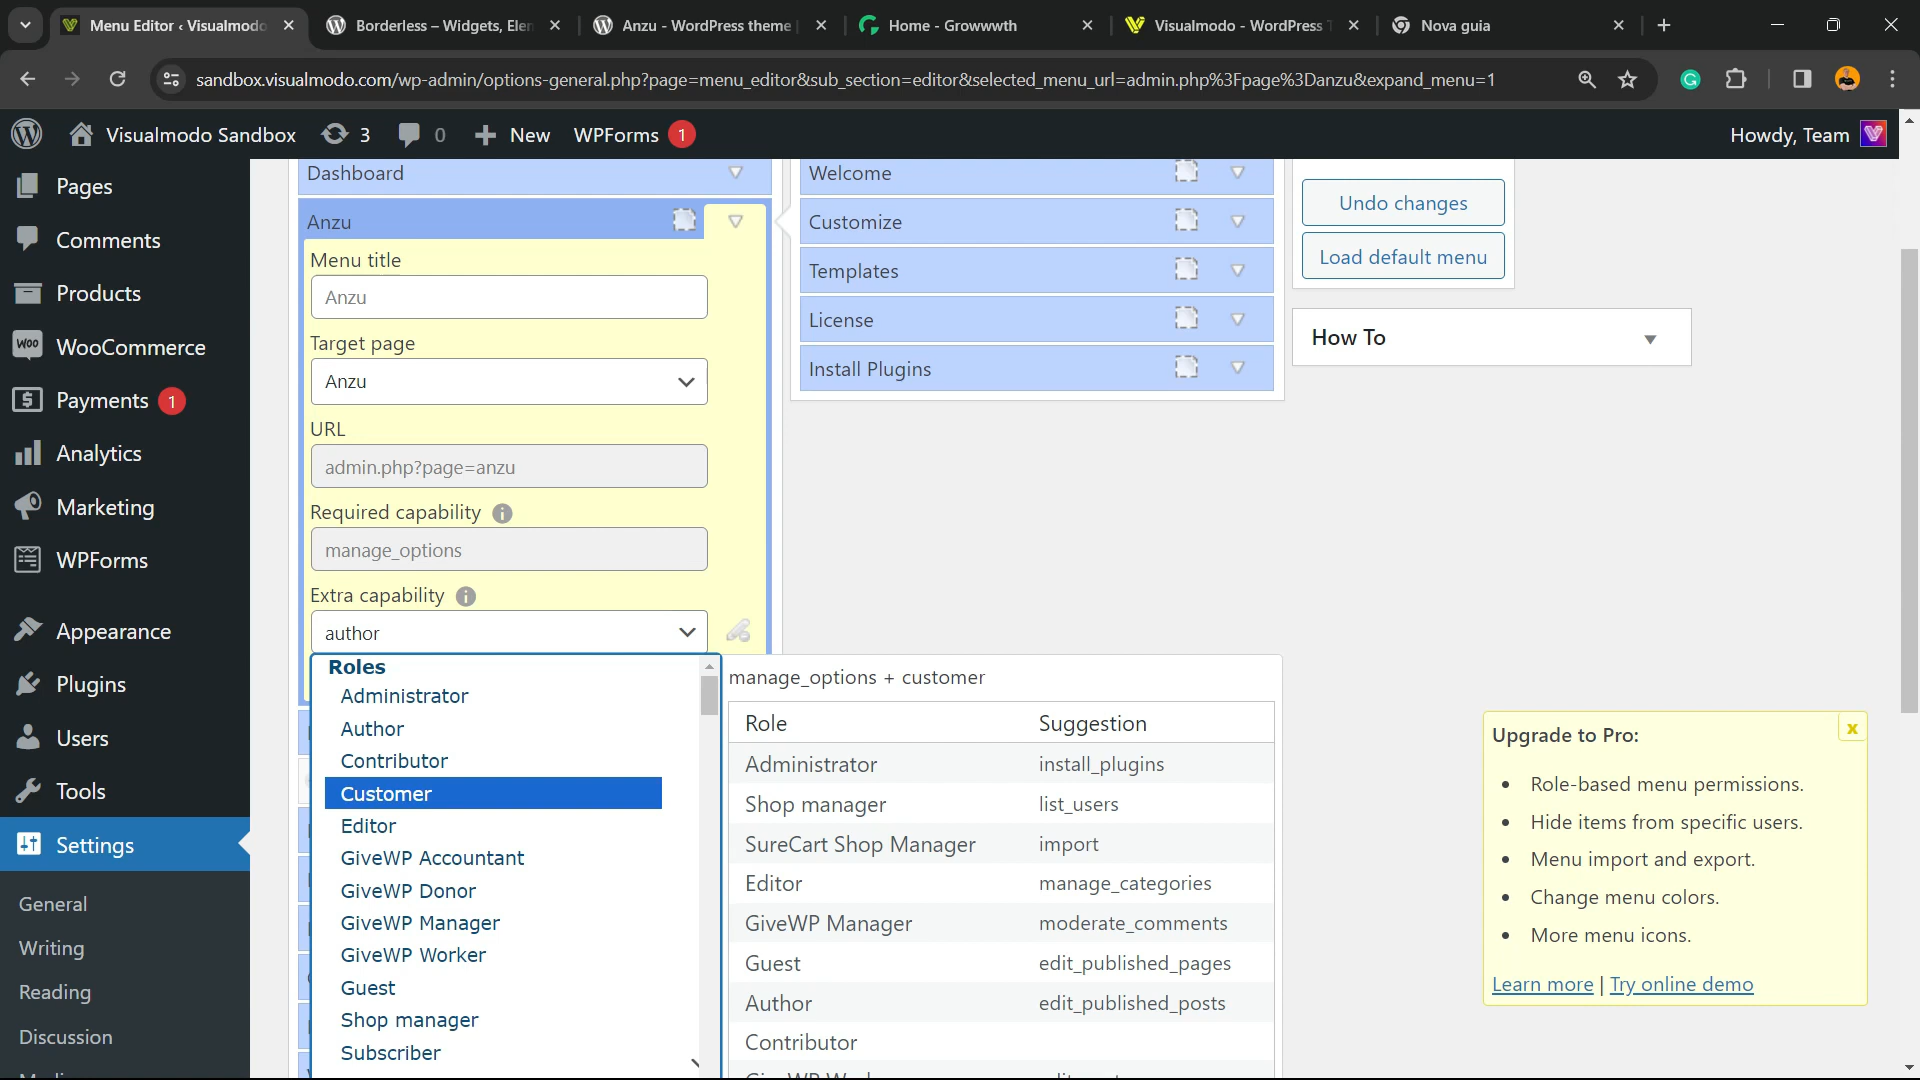 Menu Editor ‹ Visualmodo
Borderless – Widgets, Elen
Anzu - WordPress theme
Home - Growwwth
Visualmodo - WordPress T
Nova guia
sandbox.visualmodo.com/wp-admin/options-general.php?page=menu_editor&sub_section=editor&selected_menu_url=admin.php%3Fpage%3Danzu&expand_menu=1
Visualmodo Sandbox
3
0
New
WPForms 1
Howdy, Team
Pages
Comments
Products
WooCommerce
Payments 1
Analytics
Marketing
WPForms
Appearance
Plugins
Users
Tools
Settings
General
Writing
Reading
Discussion
Dashboard
Anzu
Menu title
Anzu
Target page
Anzu
URL
admin.php?page=anzu
Required capability
manage_options
Extra capability
author
Roles
Administrator
Author
Contributor
Customer
Editor
GiveWP Accountant
GiveWP Donor
GiveWP Manager
GiveWP Worker
Guest
Shop manager
Subscriber
Welcome
Customize
Templates
License
Install Plugins
manage_options + customer
Role Suggestion
Administrator install_plugins
Shop manager list_users
SureCart Shop Manager import
Editor manage_categories
GiveWP Manager moderate_comments
Guest edit_published_pages
Author edit_published_posts
Contributor
Undo changes
Load default menu
How To
Upgrade to Pro:
x
• Role-based menu permissions.
• Hide items from specific users.
• Menu import and export.
• Change menu colors.
• More menu icons.
Learn more | Try online demo